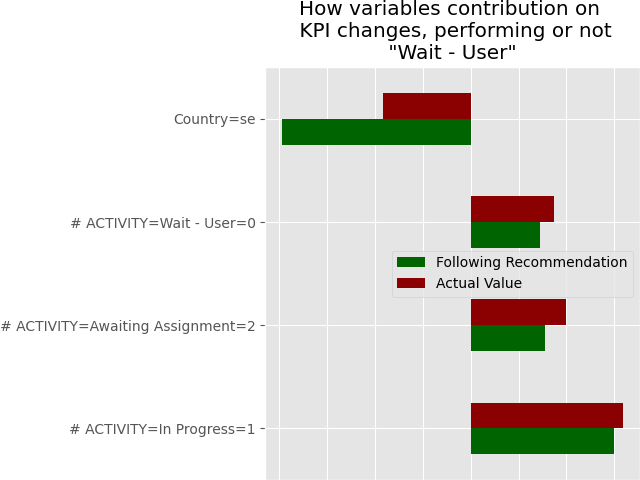 How variables contribution on
KPI changes, performing or not
"Wait - User"
Country=se
# ACTIVITY=Wait - User=0
Following Recommendation
Actual Value
# ACTIVITY=Awaiting Assignment=2
# ACTIVITY=In Progress=1